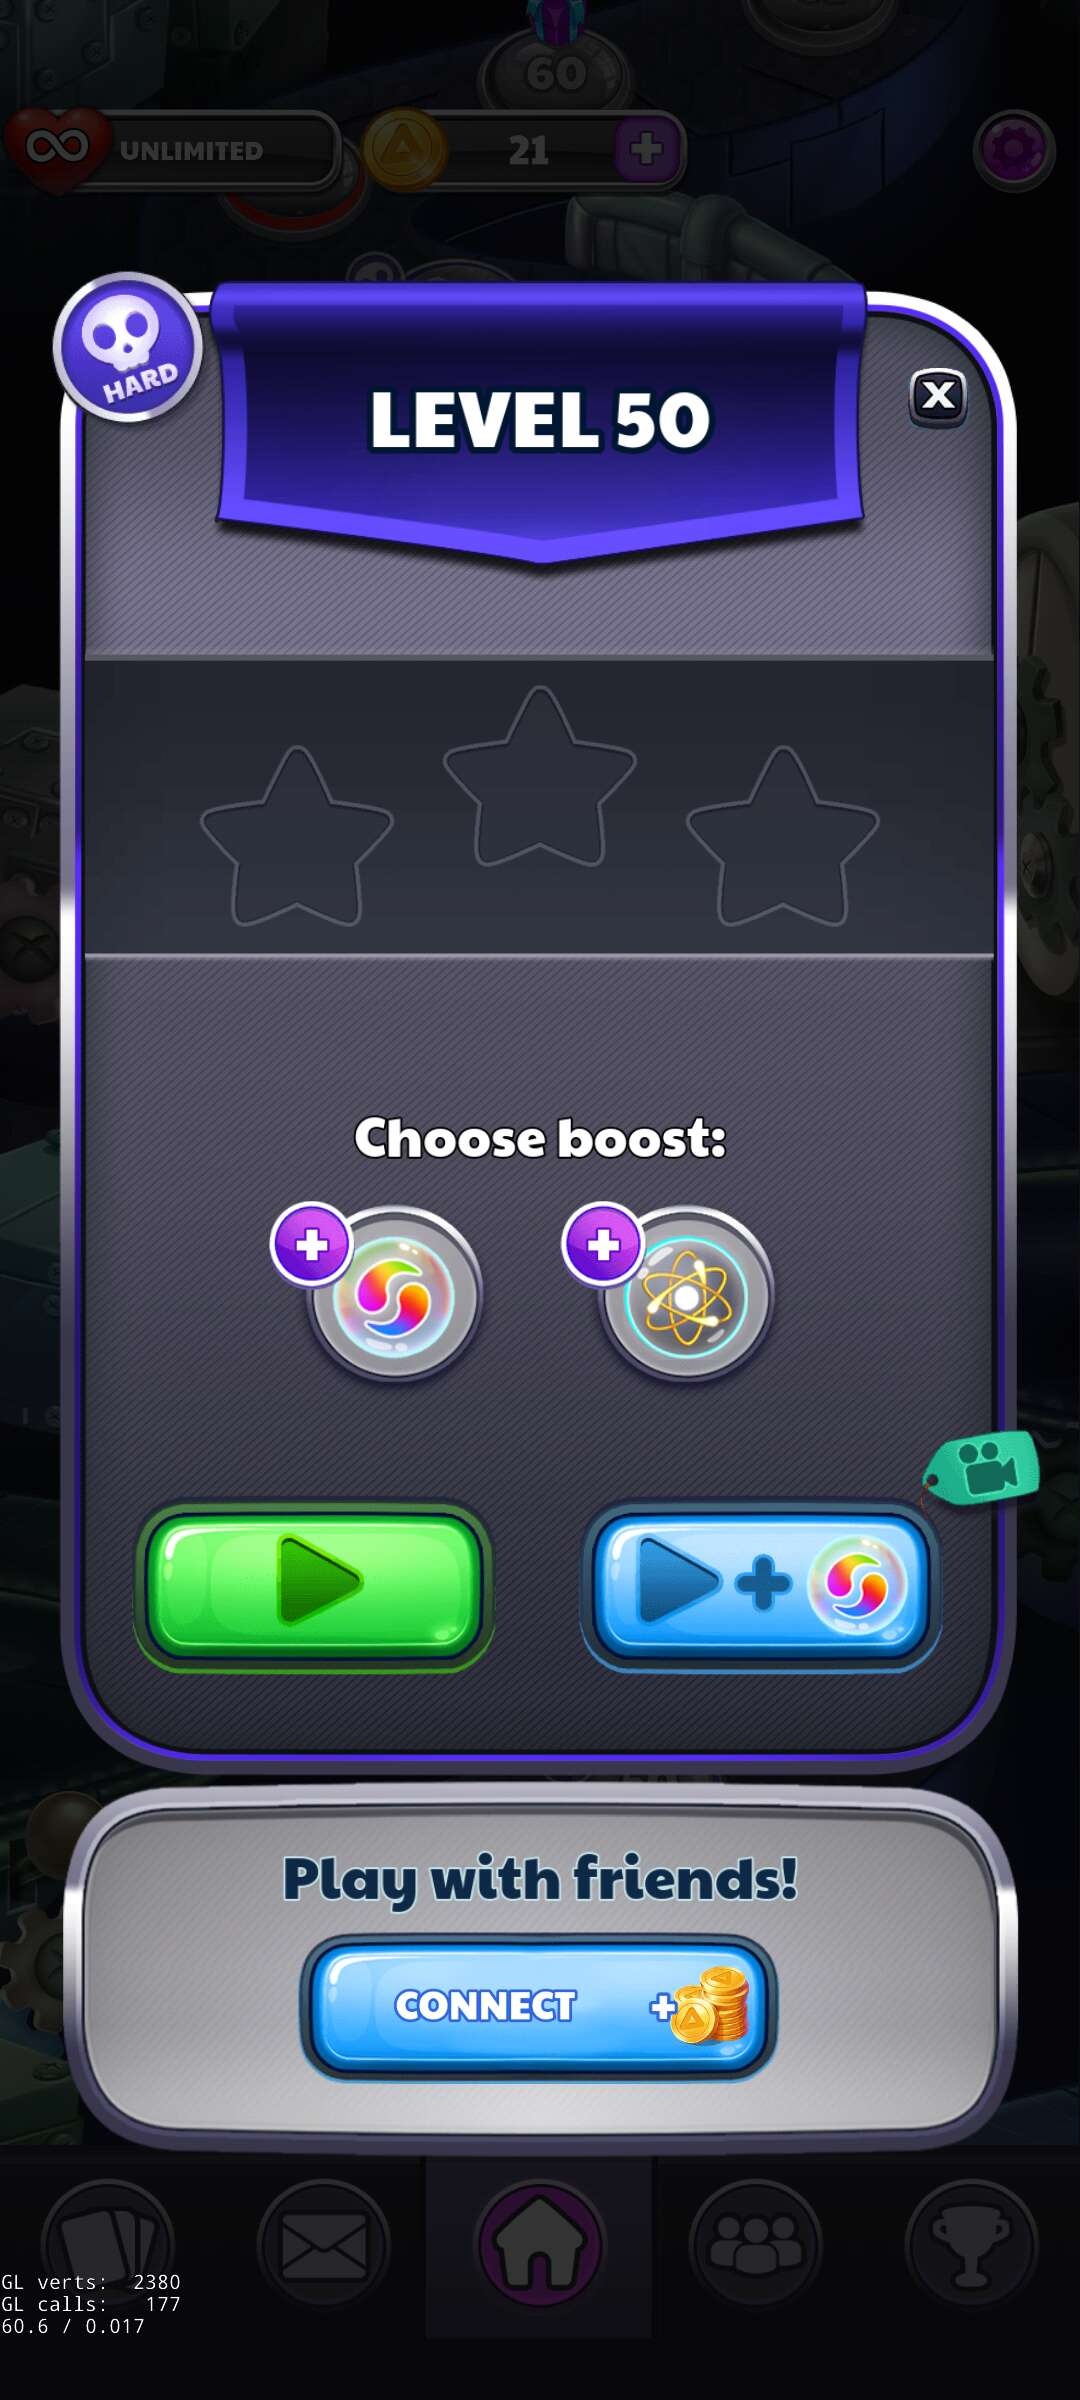 60
UNLIMITED
21
HARD
LEVEL 50
X
Choose boost:
Play with friends!
CONNECT +
GL verts: 2380
GL calls: 177
60.6 / 0.017